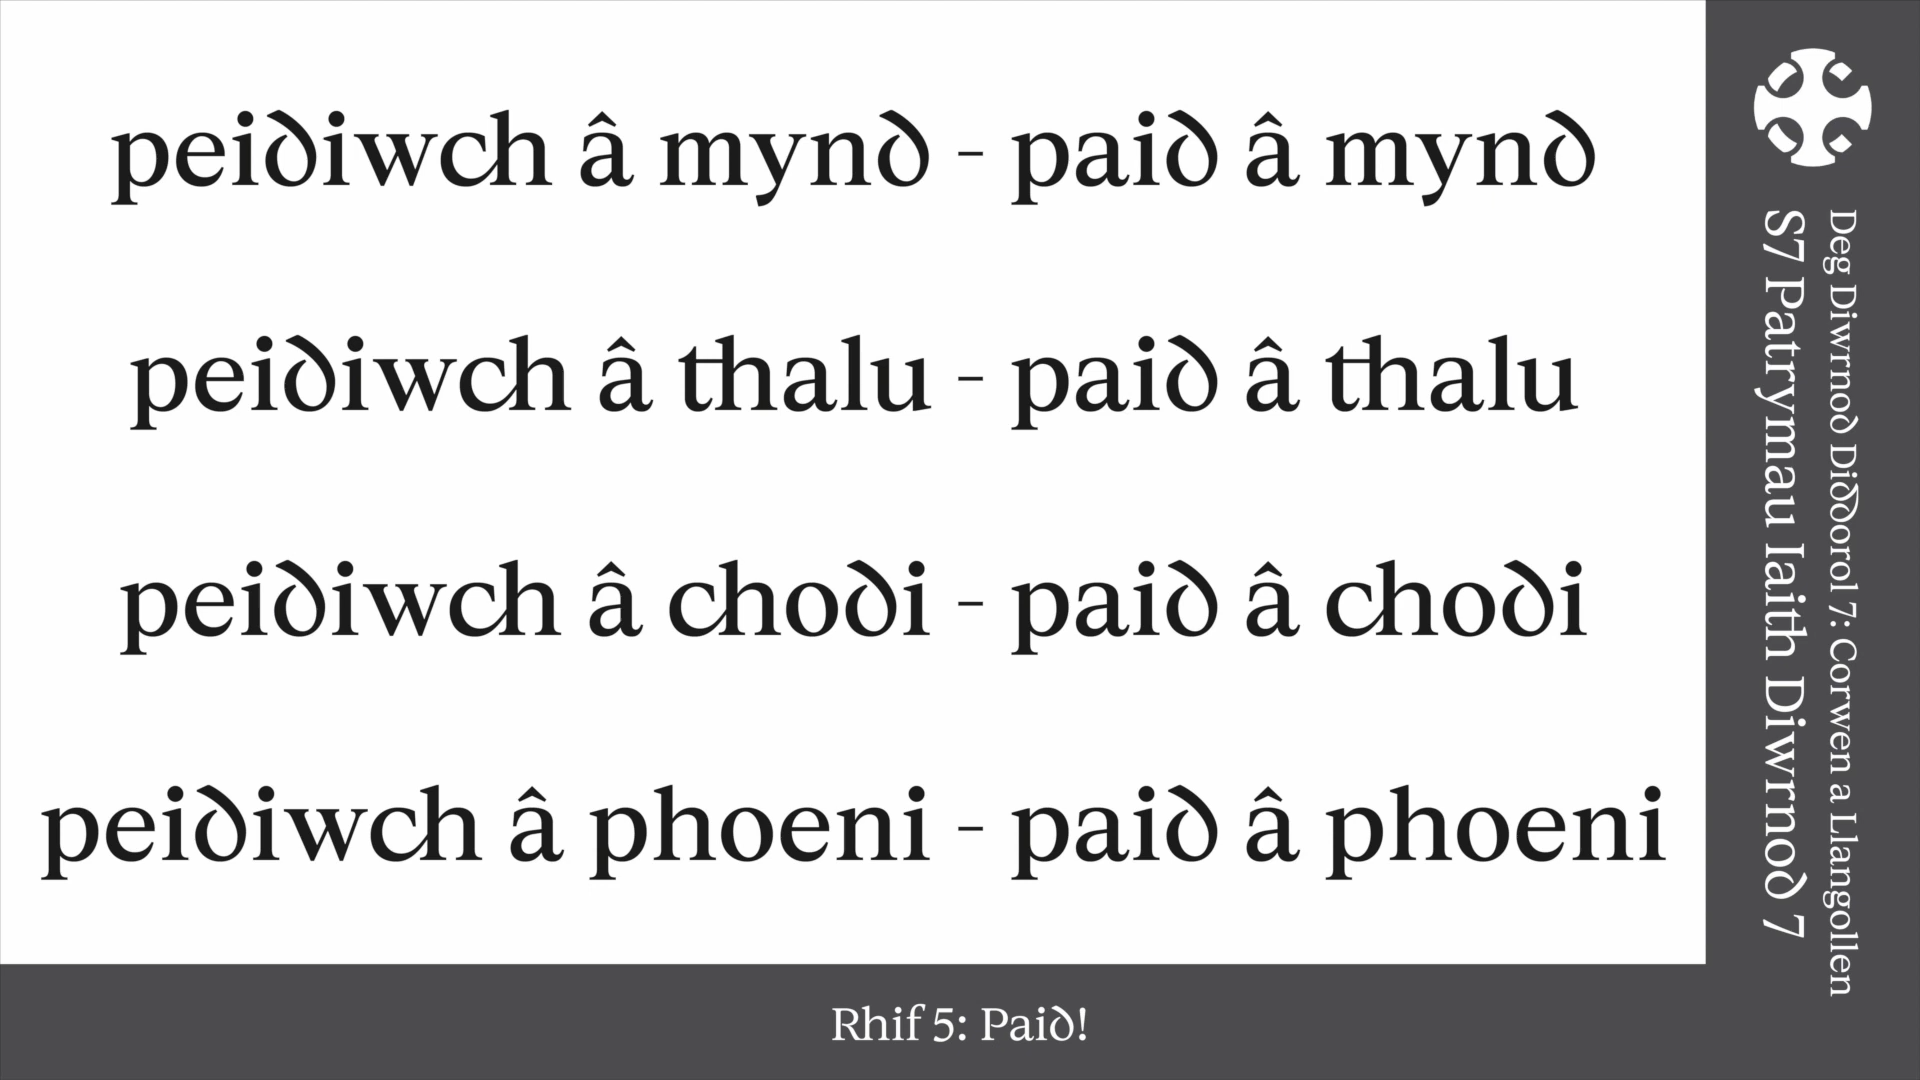 peidiwch â mynd - paid â mynd
peidiwch â thalu - paid â thalu
peidiwch â chodi - paid â chodi
peidiwch â phoeni - paid â phoeni
Rhif 5: Paid!
Deg Diwrnod Diddorol 7: Corwen a Llangollen
S7 Patrymau Iaith Diwrnod 7